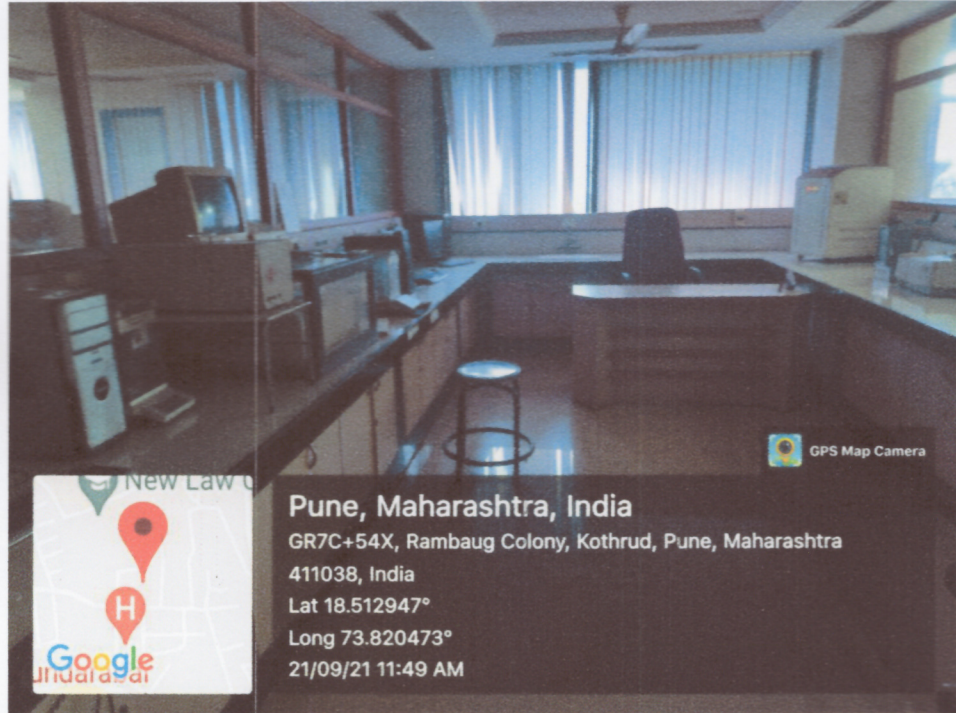 GPS Map Camera
New Law
Pune, Maharashtra, India
GR7C+54X, Rambaug Colony, Kothrud, Pune, Maharashtra
411038, India
Lat 18.512947°
Long 73.820473°
21/09/21 11:49 AM
H
Google